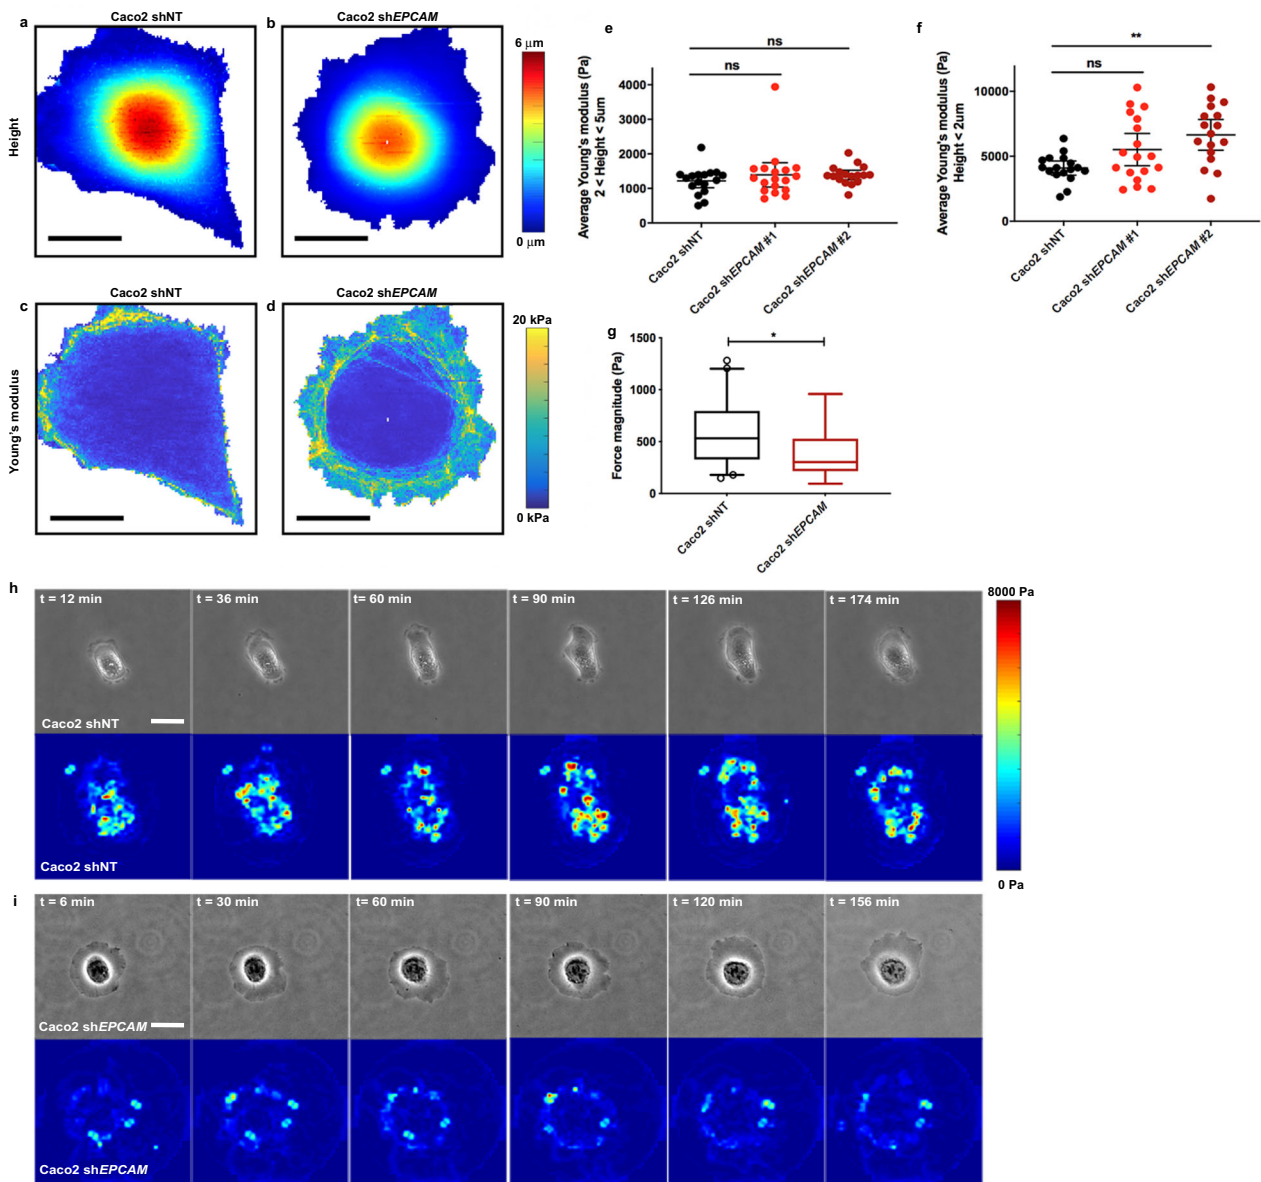 a
Caco2 shNT
b
Caco2 shEPCAM
Height
6 µm
0 µm
c
Caco2 shNT
d
Caco2 shEPCAM
Young's modulus
20 kPa
0 kPa
e
Average Young's modulus (Pa)
2 < Height < 5um
ns
ns
4000
3000
2000
1000
0
Caco2 shNT
Caco2 shEPCAM #1
Caco2 shEPCAM #2
f
Average Young's modulus (Pa)
Height < 2um
**
ns
10000
5000
0
Caco2 shNT
Caco2 shEPCAM #1
Caco2 shEPCAM #2
g
Force magnitude (Pa)
*
1500
1000
500
0
Caco2 shNT
Caco2 shEPCAM
h
t = 12 min
t = 36 min
t= 60 min
t = 90 min
t = 126 min
t = 174 min
Caco2 shNT
Caco2 shNT
8000 Pa
0 Pa
i
t = 6 min
t = 30 min
t= 60 min
t = 90 min
t = 120 min
t = 156 min
Caco2 shEPCAM
Caco2 shEPCAM